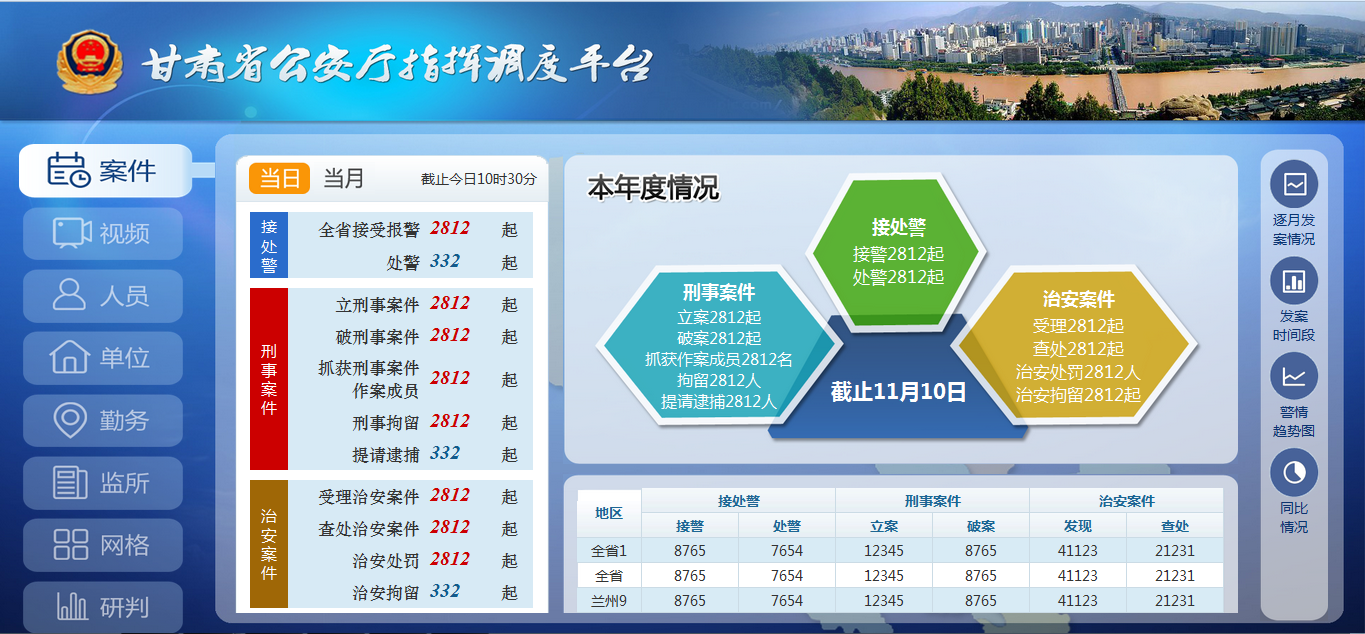 甘肃省公安厅指挥调度平台
案件
视频
人员
单位
勤务
监所
网格
研判
当日 当月 截止今日10时30分
接处警
全省接受报警 2812 起
处警 332 起
刑事案件
立刑事案件 2812 起
破刑事案件 2812 起
抓获刑事案件
作案成员 2812 起
刑事拘留 2812 起
提请逮捕 332 起
治安案件
受理治安案件 2812 起
查处治安案件 2812 起
治安处罚 2812 起
治安拘留 332 起
本年度情况
接处警
接警2812起
处警2812起
刑事案件
立案2812起
破案2812起
抓获作案成员2812名
拘留2812人
提请逮捕2812人
治安案件
受理2812起
查处2812起
治安处罚2812人
治安拘留2812起
截止11月10日
地区 接处警 刑事案件 治安案件
接警 处警 立案 破案 发现 查处
全省1 8765 7654 12345 8765 41123 21231
全省 8765 7654 12345 8765 41123 21231
兰州9 8765 7654 12345 8765 41123 21231
逐月发
案情况
发案
时间段
警情
趋势图
同比
情况